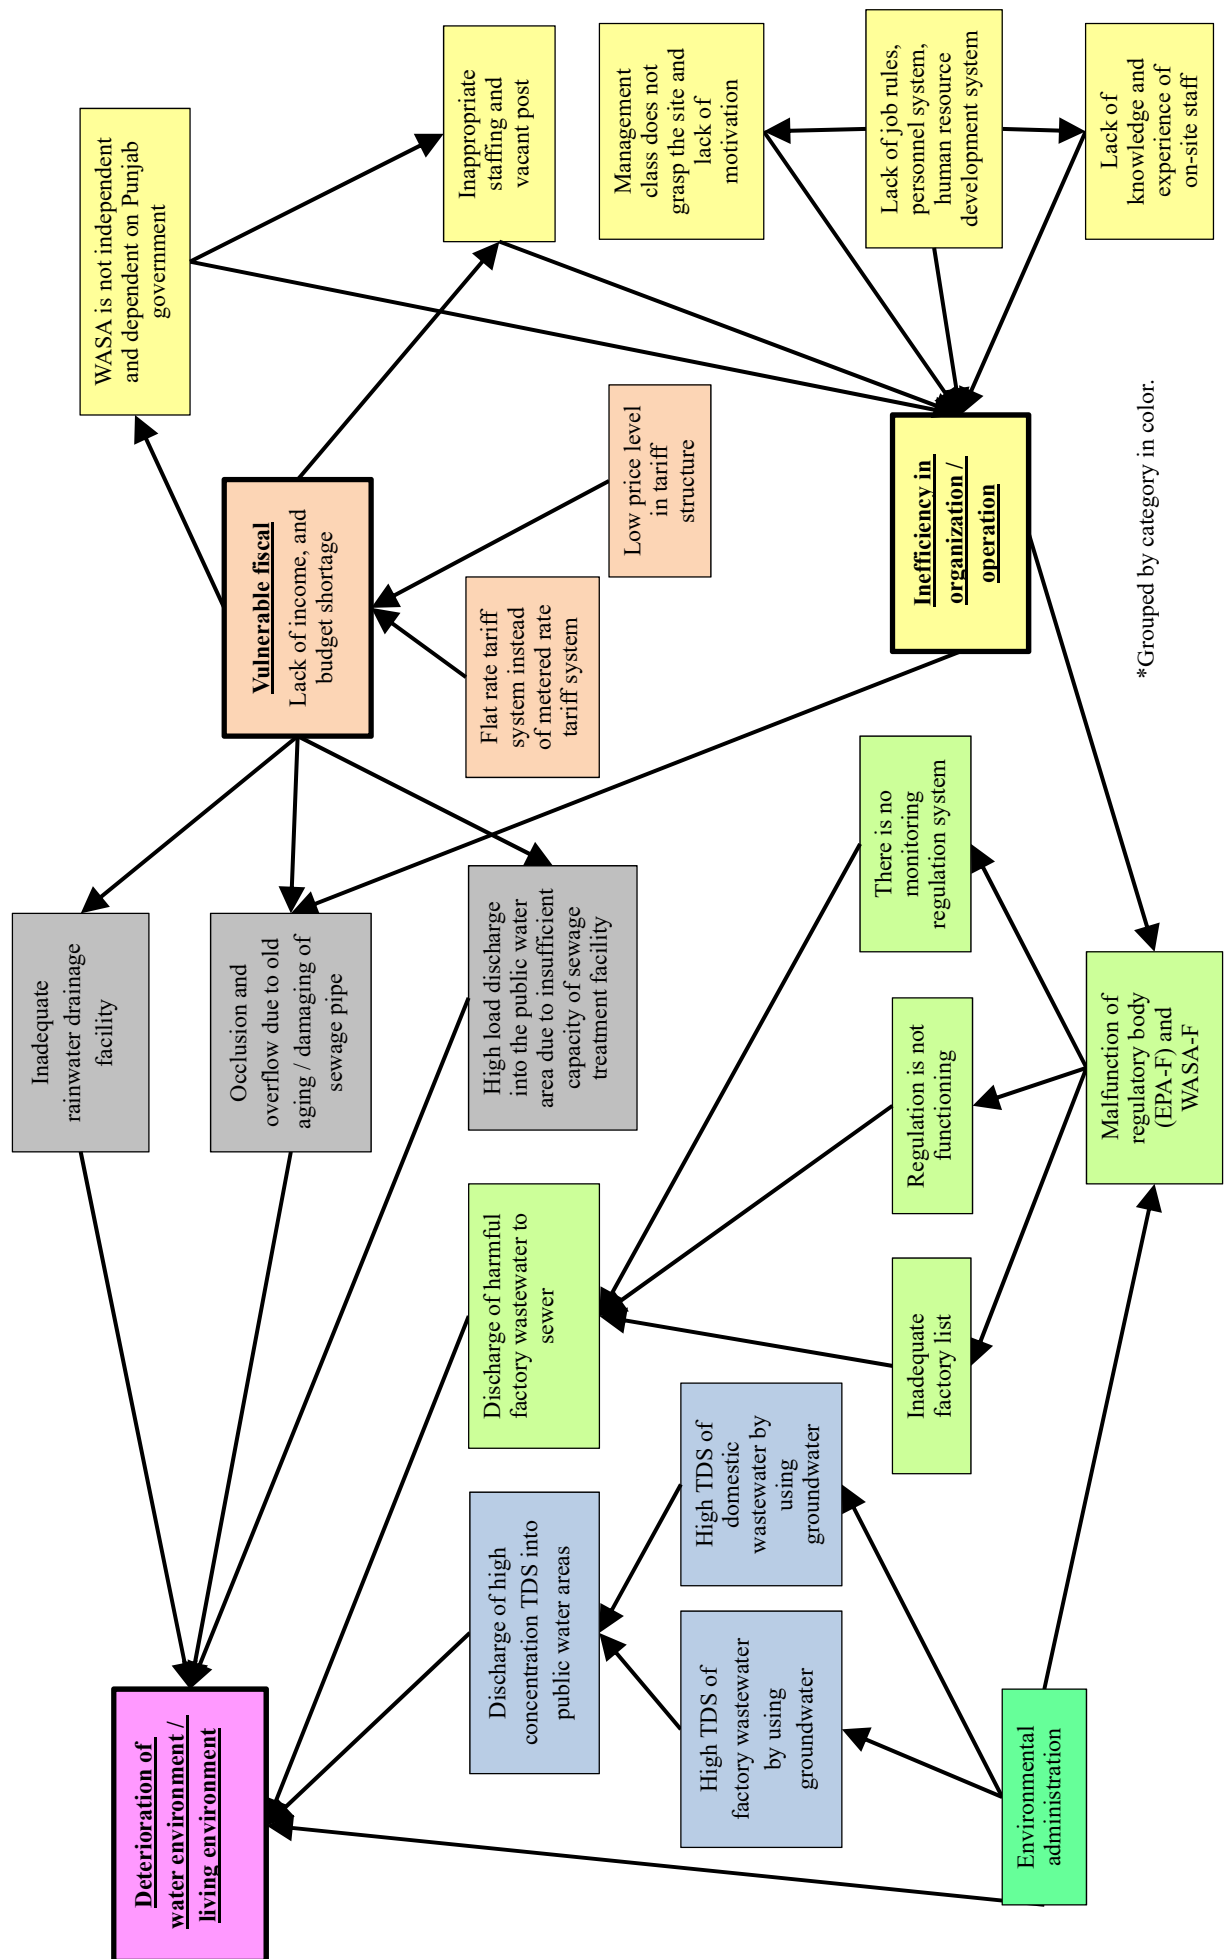 Deterioration of
water environment /
living environment
Inadequate
rainwater drainage
facility
Occlusion and
overflow due to old
aging / damaging of
sewage pipe
High load discharge
into the public water
area due to insufficient
capacity of sewage
treatment facility
Discharge of harmful
factory wastewater to
sewer
Discharge of high
concentration TDS into
public water areas
High TDS of
factory wastewater
by using
groundwater
High TDS of
domestic
wastewater by
using
groundwater
Environmental
administration
Inadequate
factory list
Regulation is not
functioning
There is no
monitoring
regulation system
Malfunction of
regulatory body
(EPA-F) and
WASA-F
Vulnerable fiscal
Lack of income, and
budget shortage
Flat rate tariff
system instead
of metered rate
tariff system
Low price level
in tariff
structure
WASA is not independent
and dependent on Punjab
government
Inappropriate
staffing and
vacant post
Management
class does not
grasp the site and
lack of
motivation
Lack of job rules,
personnel system,
human resource
development system
Lack of
knowledge and
experience of
on-site staff
Inefficiency in
organization /
operation
*Grouped by category in color.